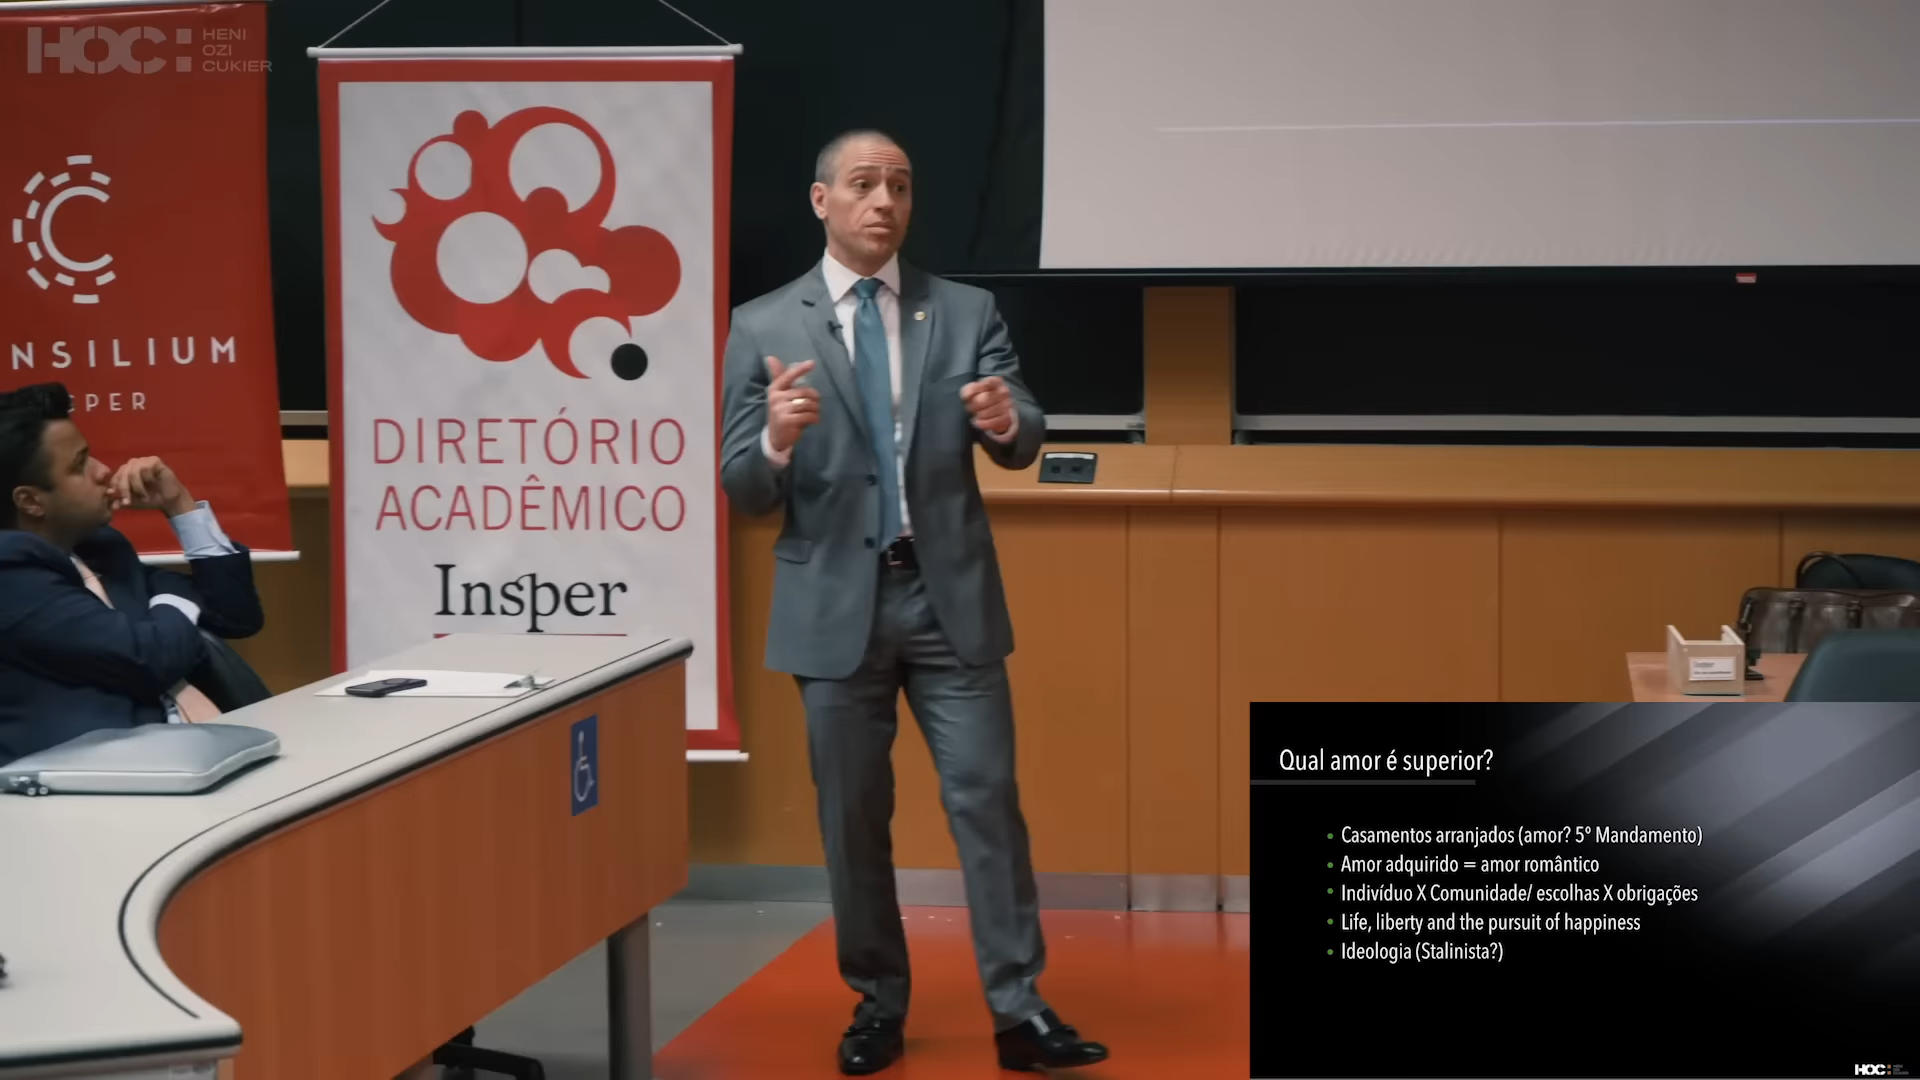 HOC:
HENI
OZI
CUKIER
NSILIUM
PER
DIRETÓRIO
ACADÊMICO
Insper
Qual amor é superior?
• Casamentos arranjados (amor? 5º Mandamento)
• Amor adquirido = amor romântico
• Indivíduo X Comunidade/ escolhas X obrigações
• Life, liberty and the pursuit of happiness
• Ideologia (Stalinista?)
HOC: